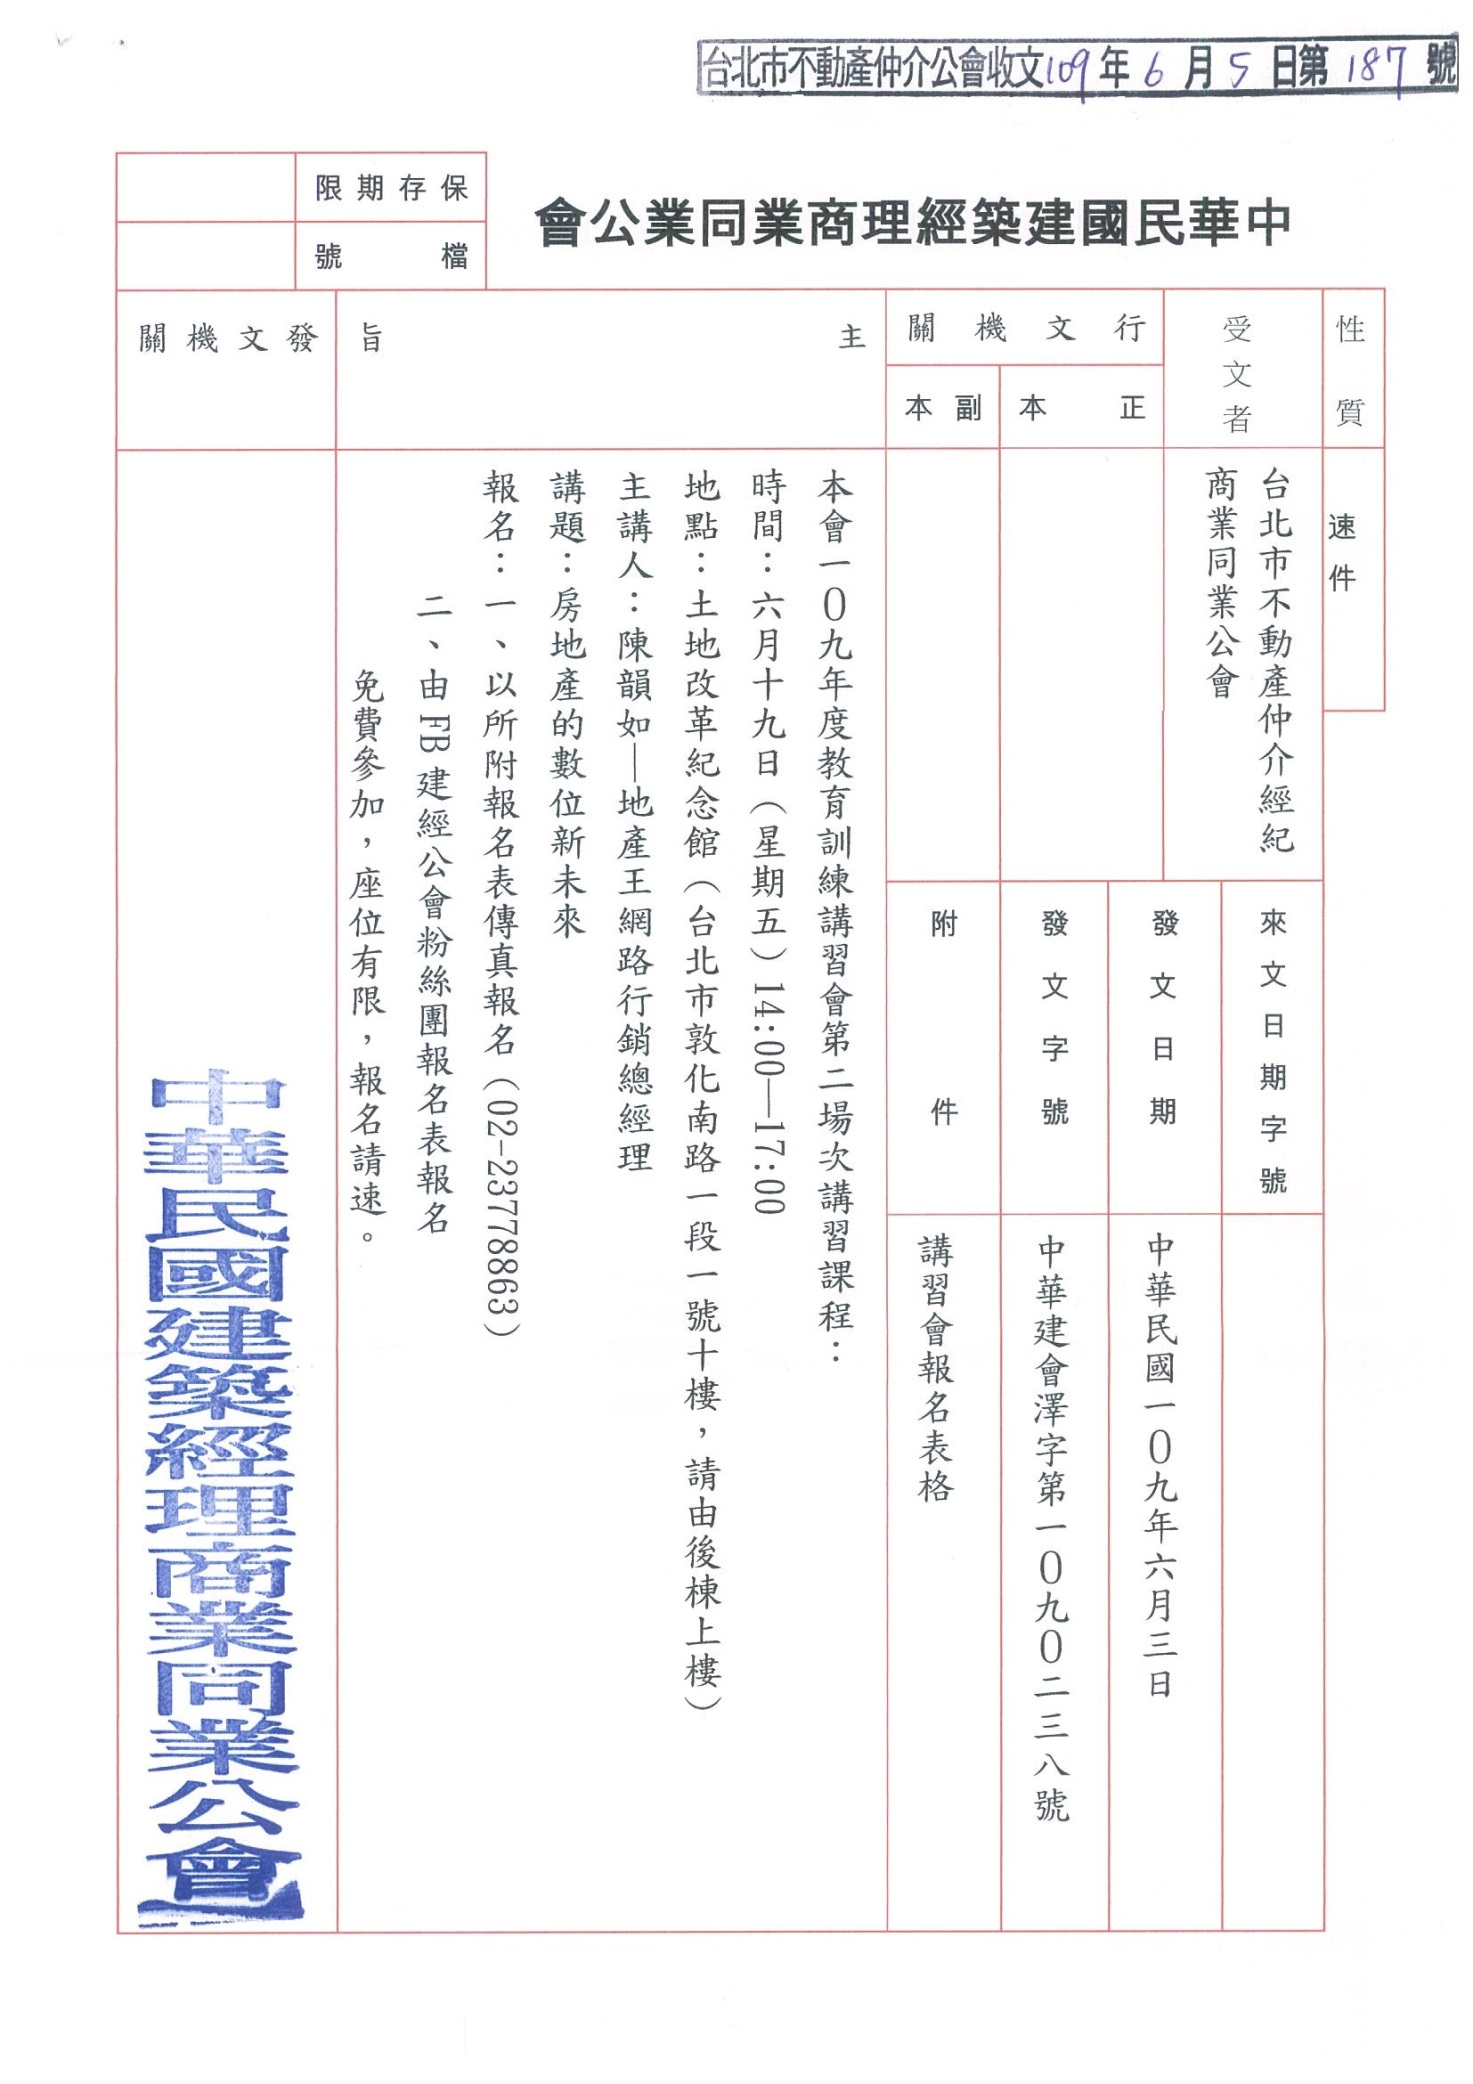 台北市不動產仲介公會收文109年6月5日第187號
中華民國建築經理商業同業公會
保存期限
檔號
性質
速件
受文者
台北市不動產仲介經紀
商業同業公會
來文日期字號
行文機關
正本
副本
發文日期
中華民國一0九年六月三日
發文字號
中華建會澤字第一0九0二三八號
附件
講習會報名表格
主旨
本會一0九年度教育訓練講習會第二場次講習課程：
時間：六月十九日（星期五）14:00—17:00
地點：土地改革紀念館（台北市敦化南路一段一號十樓，請由後棟上樓）
主講人：陳韻如—地產王網路行銷總經理
講題：房地產的數位新未來
報名：一、以所附報名表傳真報名（02-23778863）
二、由FB建經公會粉絲團報名表報名
免費參加，座位有限，報名請速。
發文機關
中華民國建築經理商業同業公會